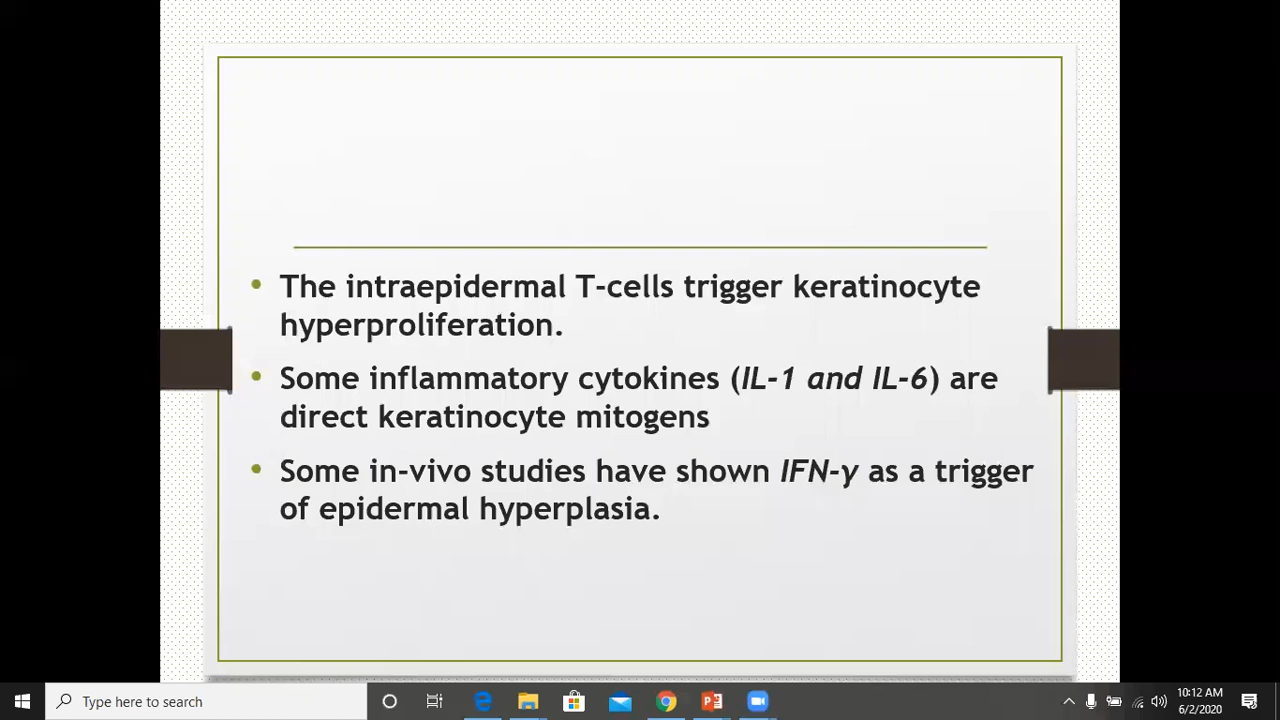 • The intraepidermal T-cells trigger keratinocyte
hyperproliferation.
• Some inflammatory cytokines (IL-1 and IL-6) are
direct keratinocyte mitogens
• Some in-vivo studies have shown IFN-γ as a trigger
of epidermal hyperplasia.
Type here to search
10:12 AM
6/2/2020